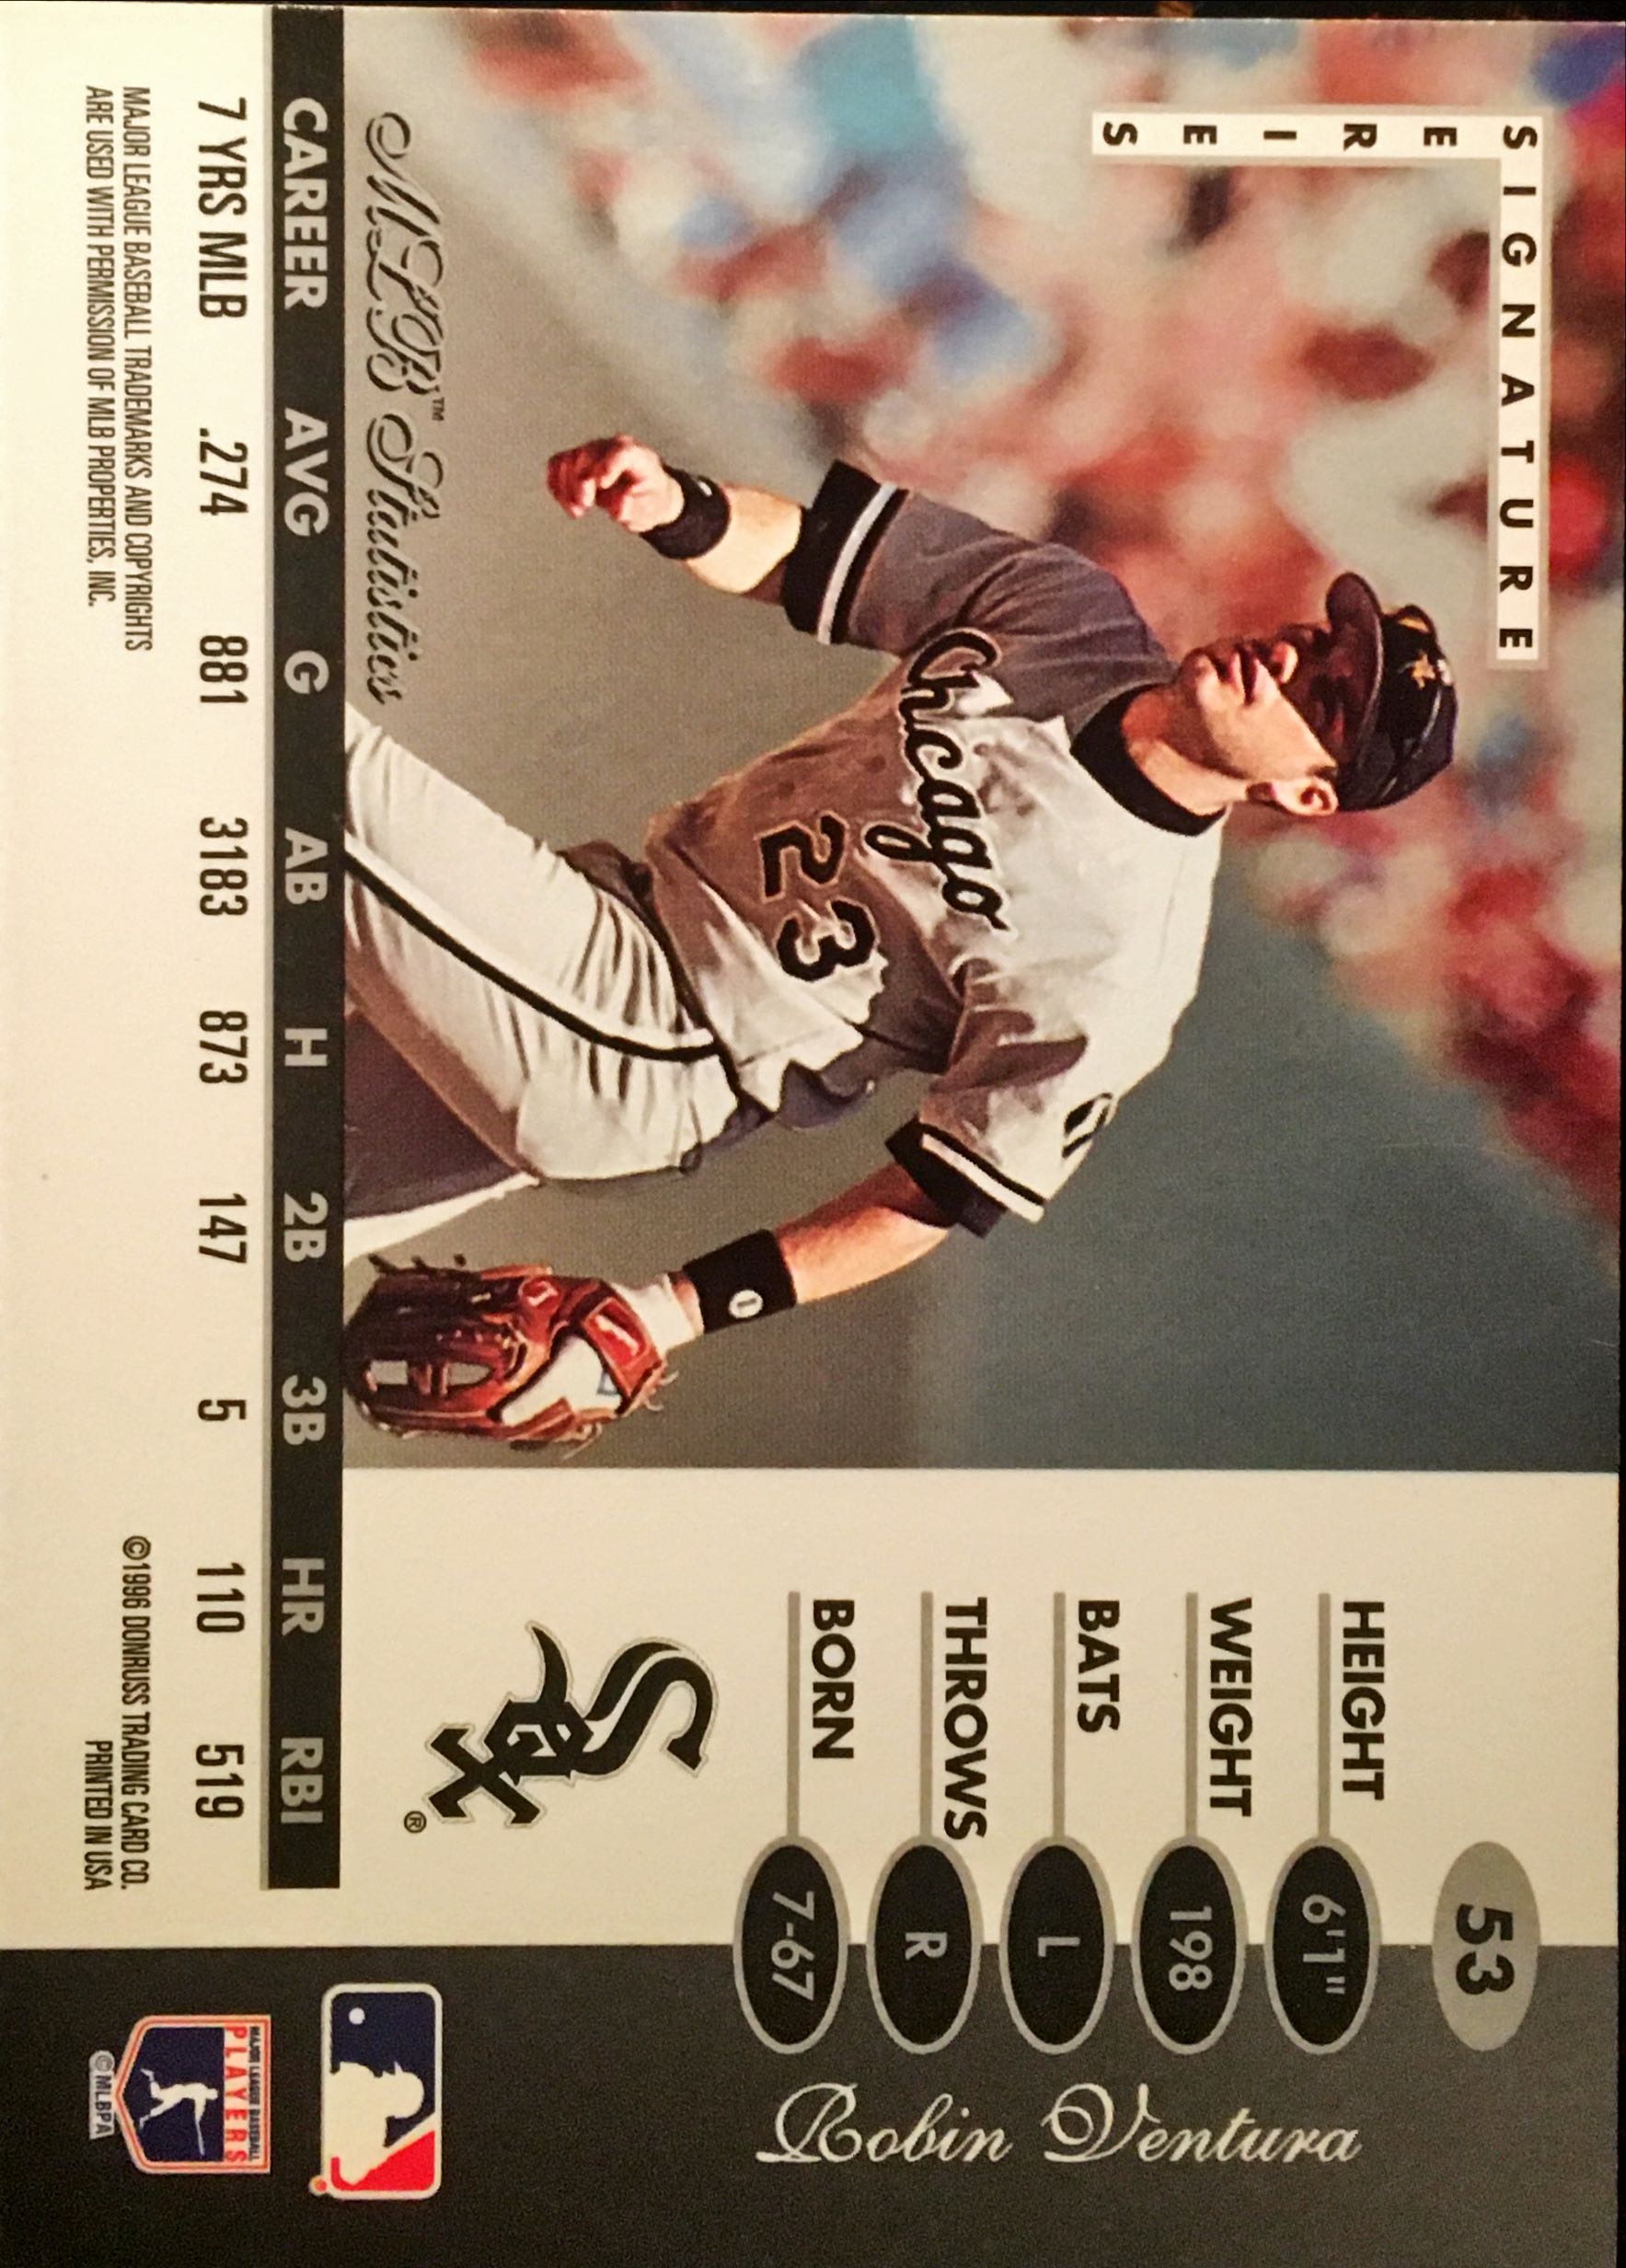 SIGNATURE
SERIES
53
HEIGHT 6'1"
WEIGHT 198
BATS L
THROWS R
BORN 7-67
Robin Ventura
Chicago
23
Sox ®
MLB™ Statistics
CAREER AVG G AB H 2B 3B HR RBI
7 YRS MLB .274 881 3183 873 147 5 110 519
MAJOR LEAGUE BASEBALL TRADEMARKS AND COPYRIGHTS
ARE USED WITH PERMISSION OF MLB PROPERTIES, INC.
©1996 DONRUSS TRADING CARD CO.
PRINTED IN USA
MAJOR LEAGUE BASEBALL
PLAYERS
©MLBPA